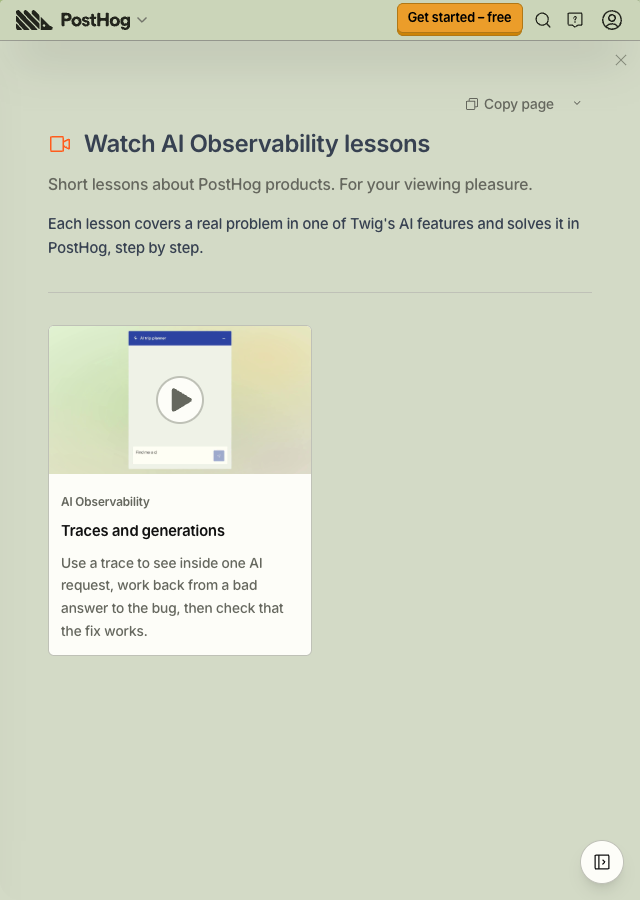 PostHog
Get started – free
Copy page
Watch AI Observability lessons
Short lessons about PostHog products. For your viewing pleasure.
Each lesson covers a real problem in one of Twig's AI features and solves it in
PostHog, step by step.
AI trip planner
AI Observability
Traces and generations
Use a trace to see inside one AI
request, work back from a bad
answer to the bug, then check that
the fix works.